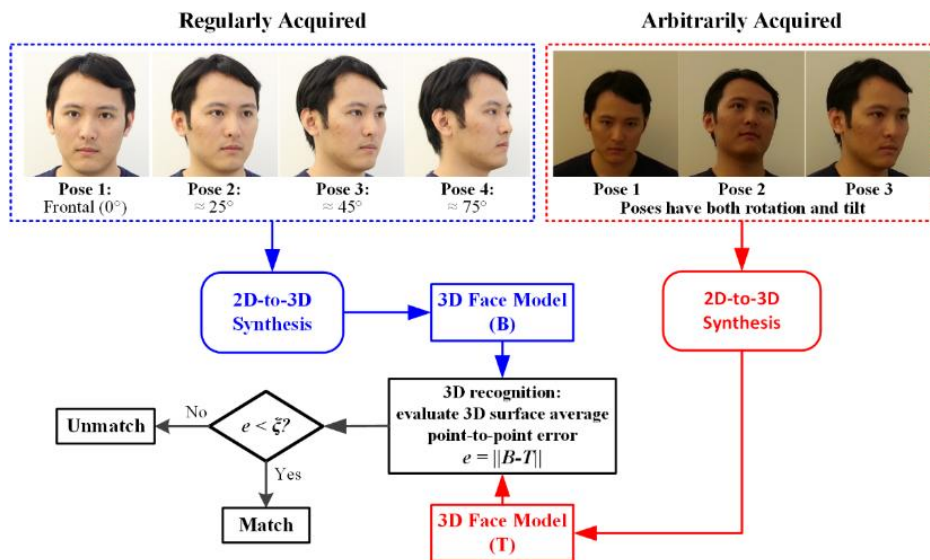 Regularly Acquired
Arbitrarily Acquired
Pose 1:
Frontal (0°)
Pose 2:
≈ 25°
Pose 3:
≈ 45°
Pose 4:
≈ 75°
Pose 1
Pose 2
Pose 3
Poses have both rotation and tilt
2D-to-3D
Synthesis
3D Face Model
(B)
2D-to-3D
Synthesis
3D recognition:
evaluate 3D surface average
point-to-point error
e = ||B-T||
e < ξ?
No
Unmatch
Yes
Match
3D Face Model
(T)